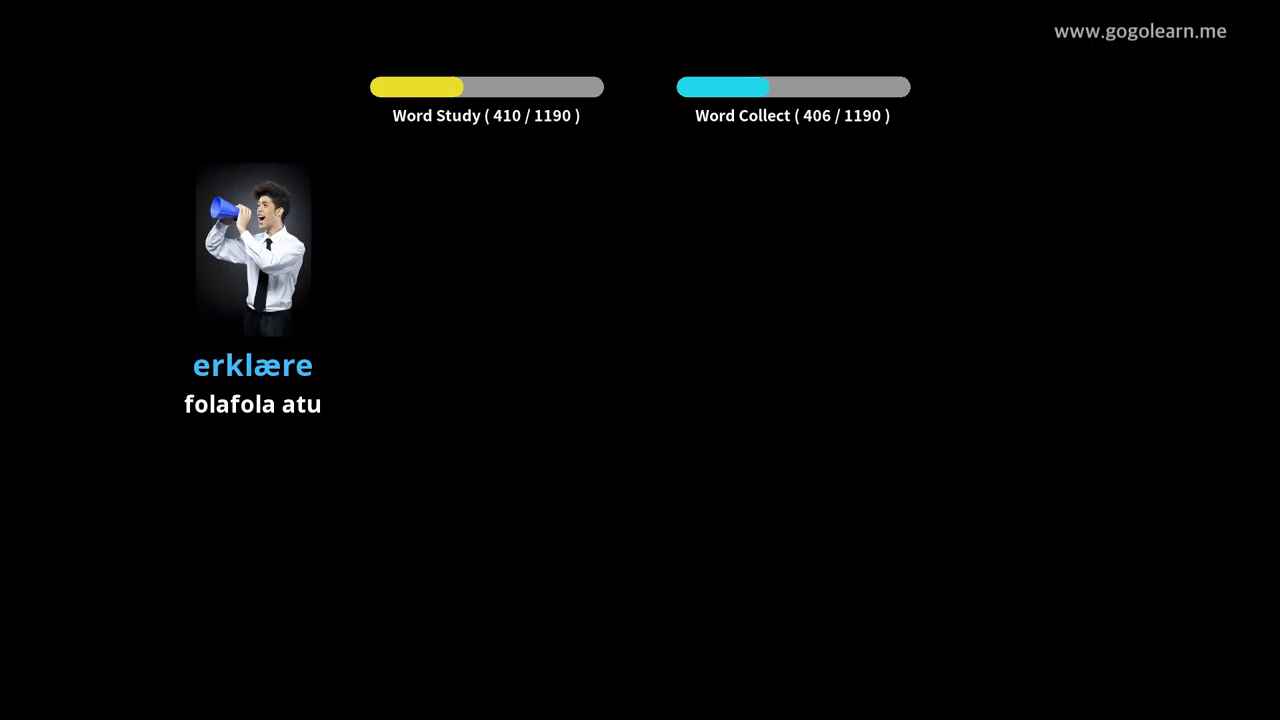 www.gogolearn.me
Word Study ( 410 / 1190 )
Word Collect ( 406 / 1190 )
erklære
folafola atu